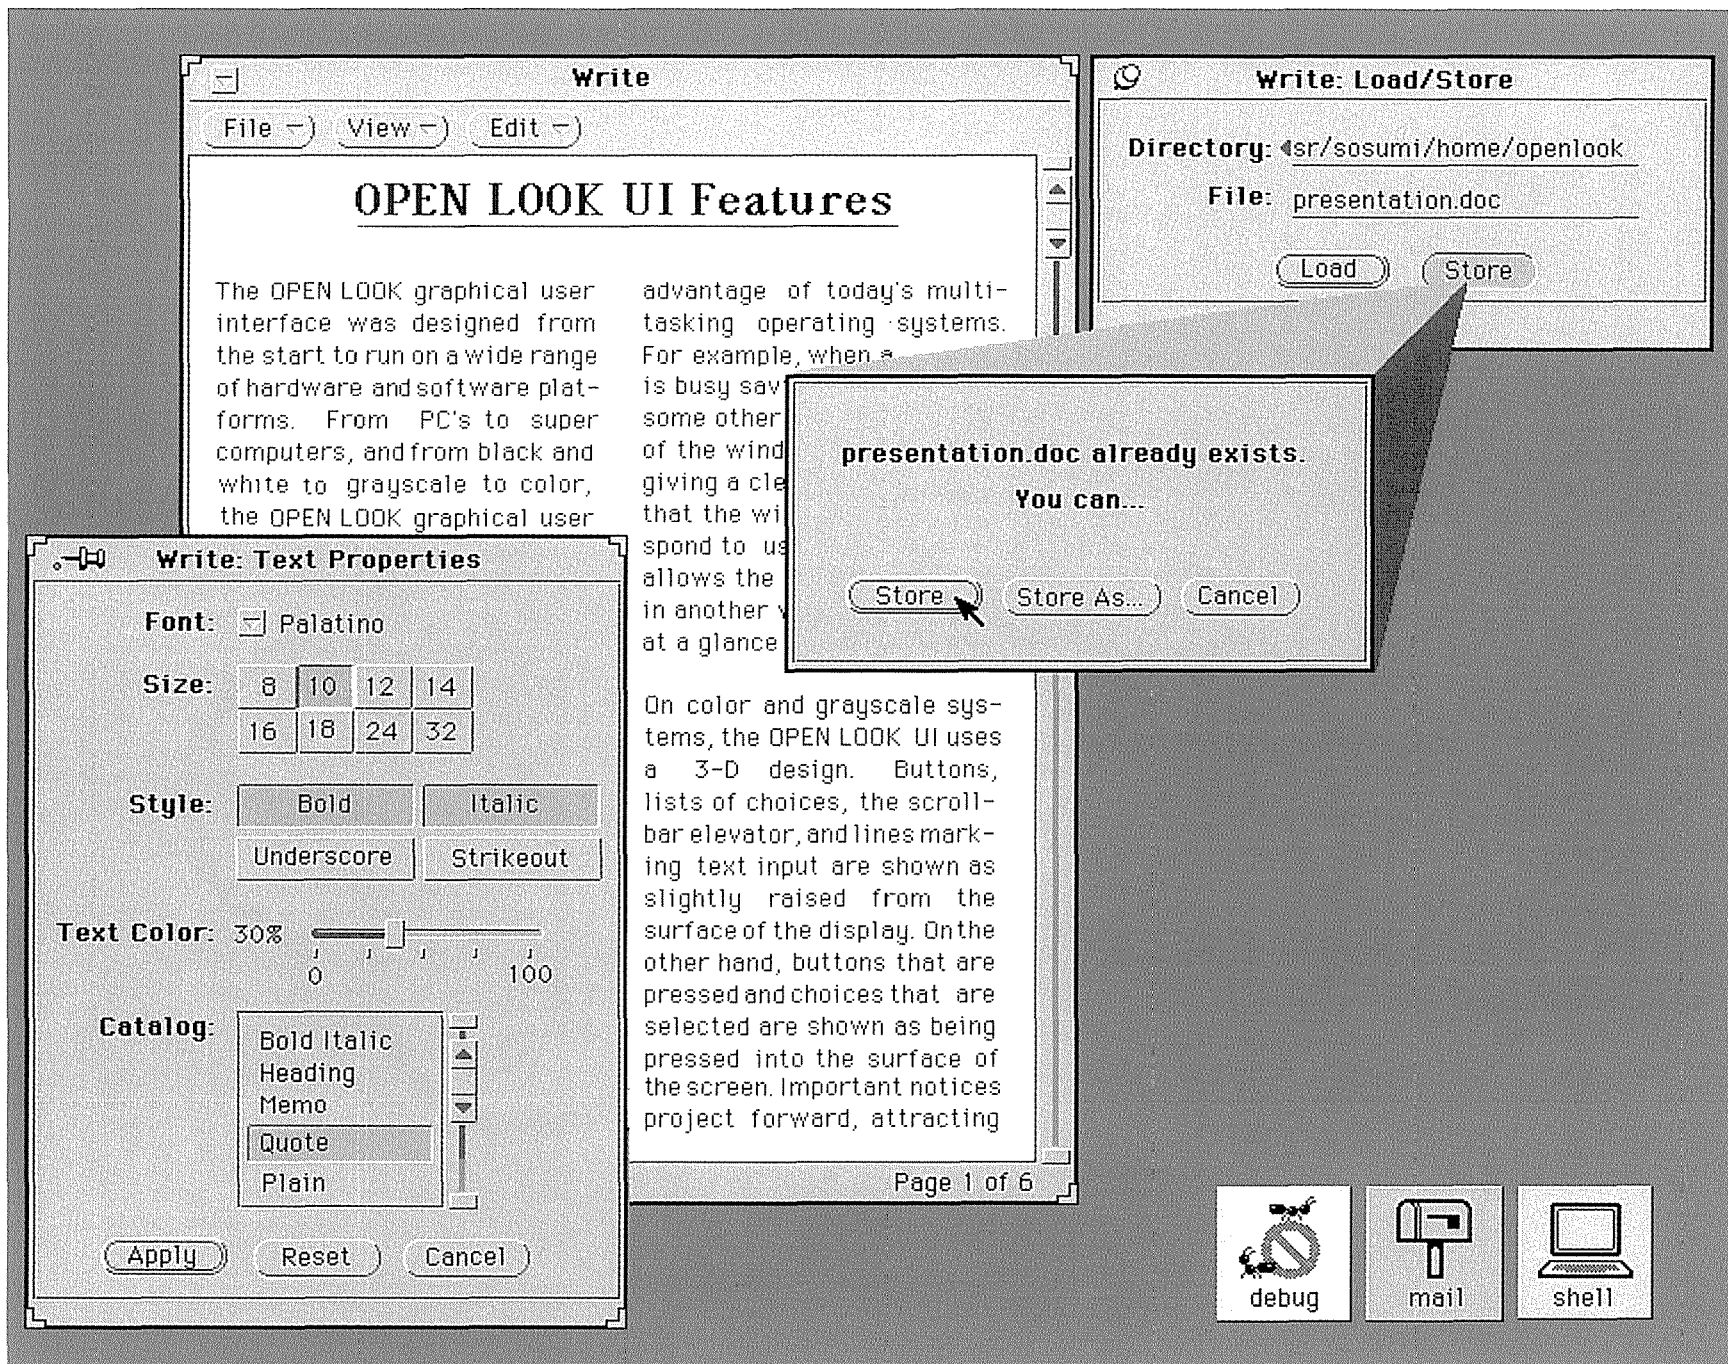 Write
File
View
Edit
OPEN LOOK UI Features
The OPEN LOOK graphical user
interface was designed from
the start to run on a wide range
of hardware and software plat-
forms. From PC's to super
computers, and from black and
white to grayscale to color,
the OPEN LOOK graphical user
advantage of today's multi-
tasking operating systems.
For example, when a
is busy sav
some other
of the wind
giving a cle
that the wi
spond to us
allows the
in another
at a glance
On color and grayscale sys-
tems, the OPEN LOOK UI uses
a 3-D design. Buttons,
lists of choices, the scroll-
bar elevator, and lines mark-
ing text input are shown as
slightly raised from the
surface of the display. On the
other hand, buttons that are
pressed and choices that are
selected are shown as being
pressed into the surface of
the screen. Important notices
project forward, attracting
Page 1 of 6
Write: Load/Store
Directory: sr/sosumi/home/openlook
File: presentation.doc
Load Store
presentation.doc already exists.
You can...
Store Store As... Cancel
Write: Text Properties
Font: Palatino
Size: 8 10 12 14
16 18 24 32
Style: Bold Italic
Underscore Strikeout
Text Color: 30%
0 100
Catalog:
Bold Italic
Heading
Memo
Quote
Plain
Apply Reset Cancel
debug
mail
shell